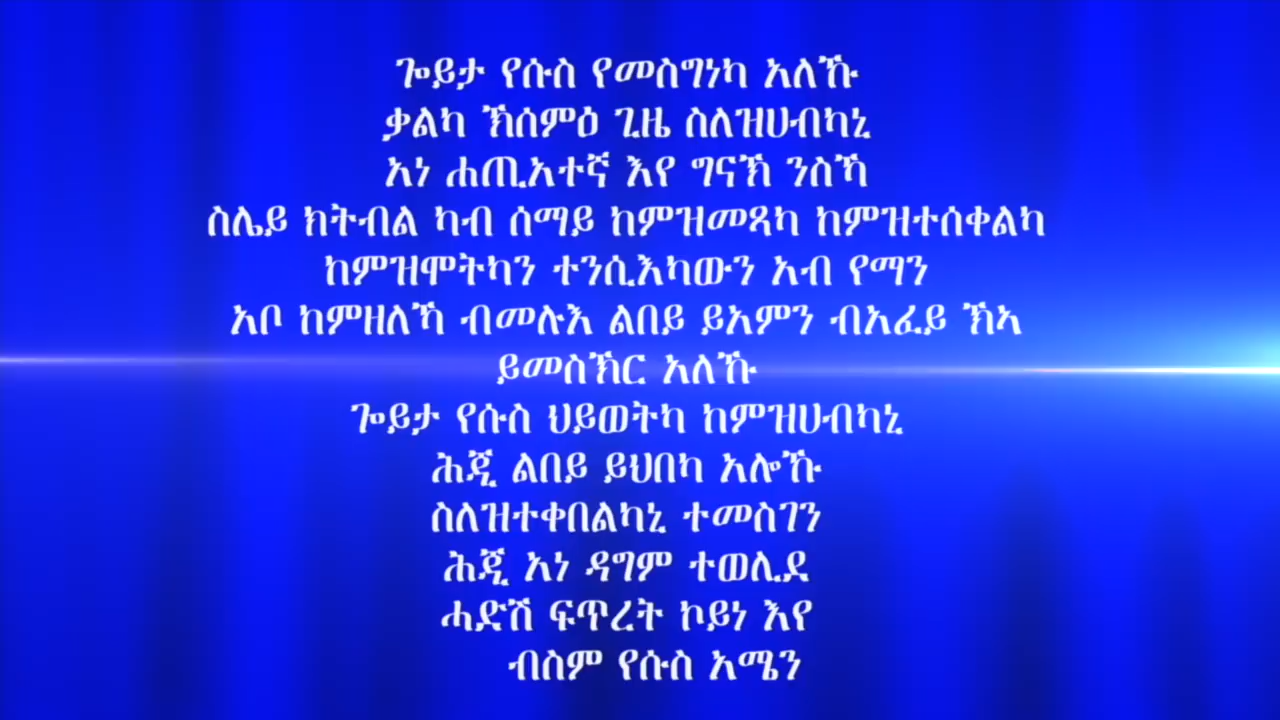 ጐይታ የሱስ የመስግነካ አለኹ
ቃልካ ኽሰምዕ ጊዜ ስለዝሀብካኒ
አነ ሐጢአተኛ እየ ግናኽ ንስኻ
ስሌይ ክትብል ካብ ሰማይ ከምዝመጻካ ከምዝተሰቀልካ
ከምዝሞትካን ተንሲእካውን አብ የማን
አቦ ከምዘለኻ ብመሉእ ልበይ ይአምን ብአፈይ ኽኣ
ይመስኽር አለኹ
ጐይታ የሱስ ህይወትካ ከምዝሀብካኒ
ሕጂ ልበይ ይህበካ አሎኹ
ስለዝተቀበልካኒ ተመስገን
ሕጂ አነ ዳግም ተወሊደ
ሓድሽ ፍጥረት ኮይነ እየ
ብስም የሱስ አሜን